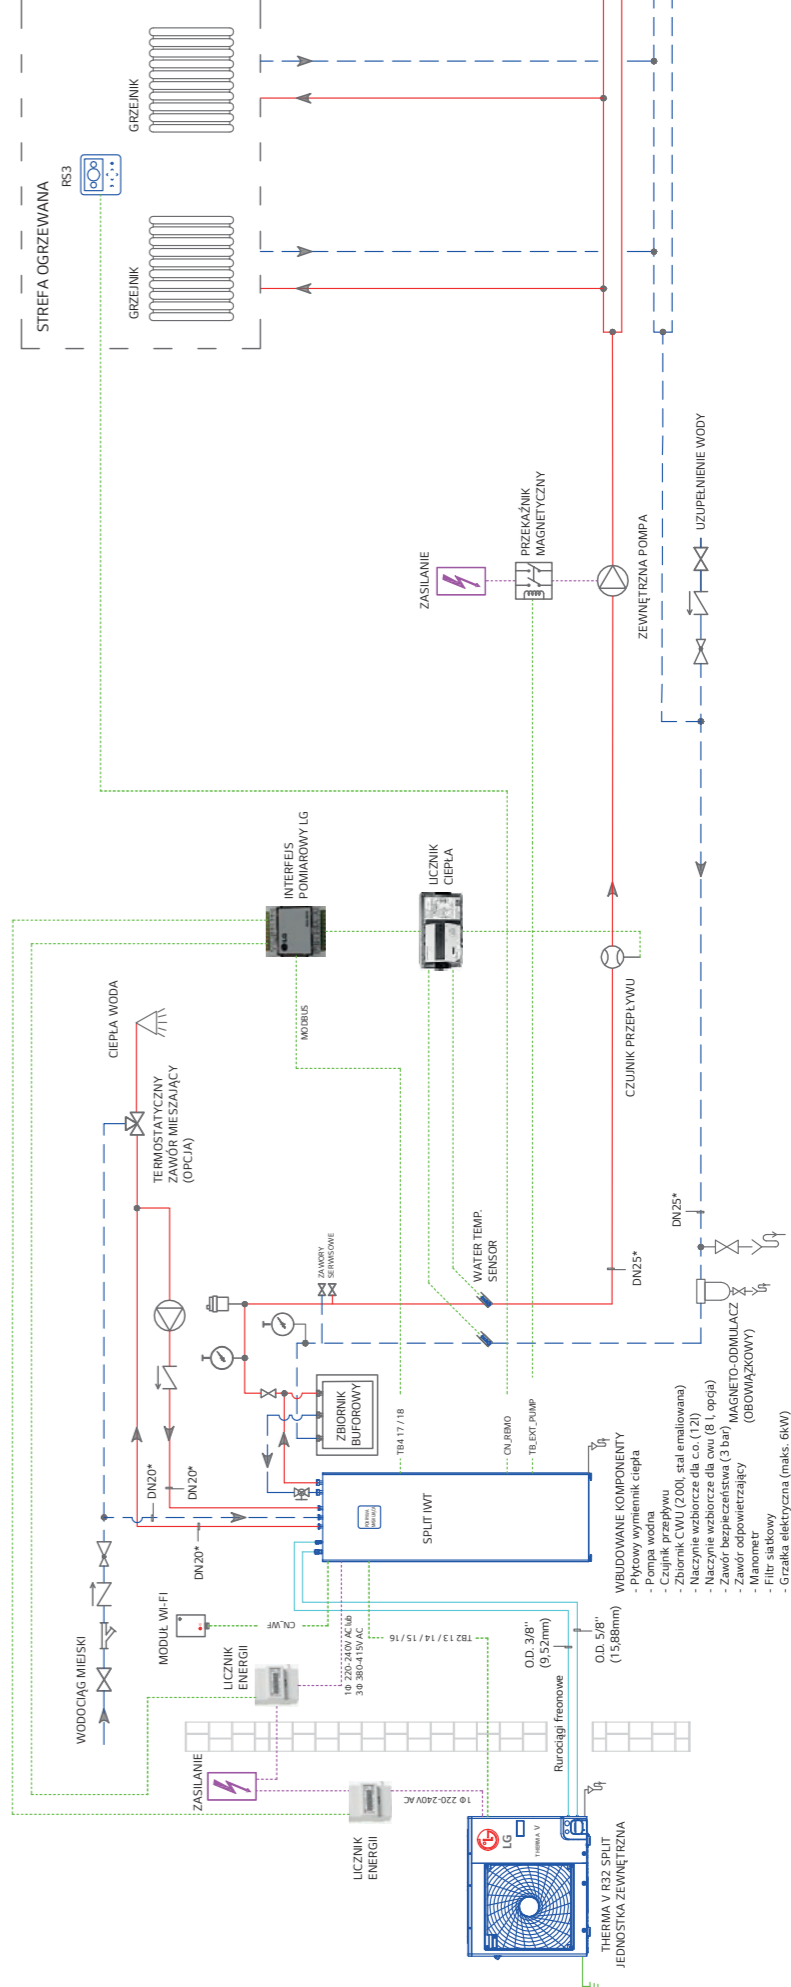 THERMA V R32 SPLIT
JEDNOSTKA ZEWNĘTRZNA
LG
THERMA V
LICZNIK
ENERGII
ZASILANIE
1Φ 220-240V AC
Rurociągi freonowe
O.D. 3/8"
(9,52mm)
O.D. 5/8"
(15,88mm)
WODOCIĄG MIEJSKI
MODUŁ WI-FI
LICZNIK
ENERGII
CN_WF
1Φ 220-240V AC lub
3Φ 380-415V AC
TB2 13 / 14 / 15 / 16
DN20*
DN20*
DN20*
SPLIT IWT
ZBIORNIK
BUFOROWY
ZAWORY
SERWISOWE
TB4 17 / 18
CN_REMO
TB_EXT_PUMP
WBUDOWANE KOMPONENTY
- Płytowy wymiennik ciepła
- Pompa wodna
- Czujnik przepływu
- Zbiornik CWU (200l, stal emaliowana)
- Naczynie wzbiorcze dla c.o. (12l)
- Naczynie wzbiorcze dla cwu (8 l, opcja)
- Zawór bezpieczeństwa (3 bar)
- Zawór odpowietrzający
- Manometr
- Filtr siatkowy
- Grzałka elektryczna (maks. 6kW)
MAGNETO-ODMULACZ
(OBOWIĄZKOWY)
WATER TEMP.
SENSOR
DN25*
DN25*
TERMOSTATYCZNY
ZAWÓR MIESZAJĄCY
(OPCJA)
CIEPŁA WODA
MODBUS
INTERFEJS
POMIAROWY LG
LG
LICZNIK
CIEPŁA
CZUJNIK PRZEPŁYWU
ZASILANIE
PRZEKAŹNIK
MAGNETYCZNY
ZEWNĘTRZNA POMPA
UZUPEŁNIENIE WODY
STREFA OGRZEWANA
RS3
GRZEJNIK
GRZEJNIK